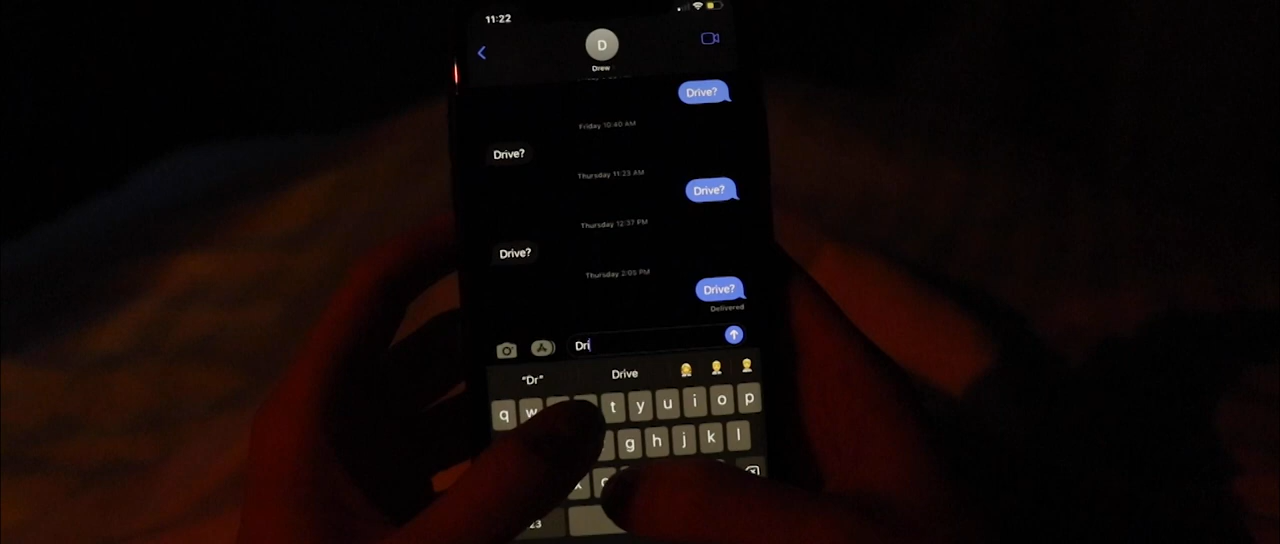 11:22
D
Drew
Drive?
Friday 10:40 AM
Drive?
Thursday 11:23 AM
Drive?
Thursday 12:37 PM
Drive?
Thursday 2:05 PM
Drive?
Delivered
Dri
"Dr" Drive
q w t y u i o p
g h j k l
23